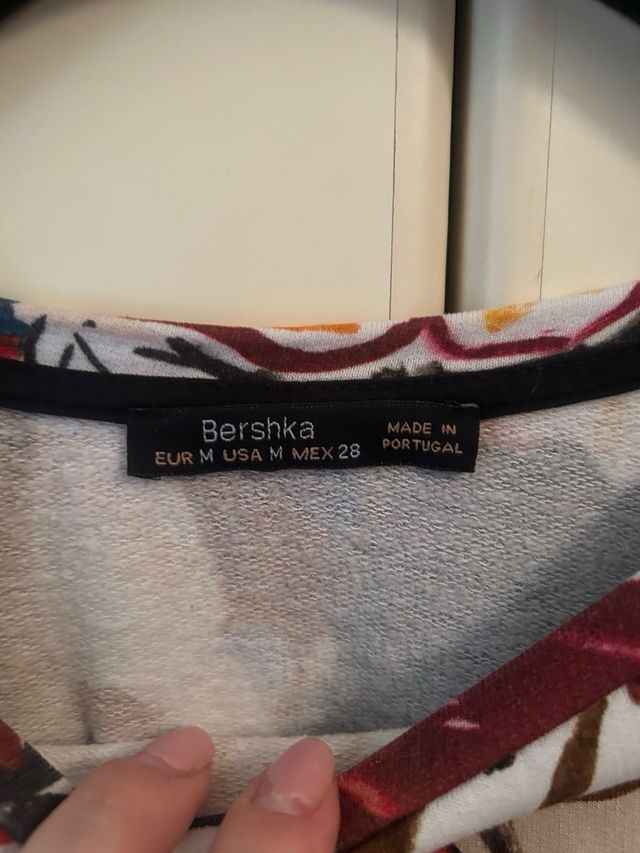 Bershka
EUR M USA M MEX 28
MADE IN
PORTUGAL